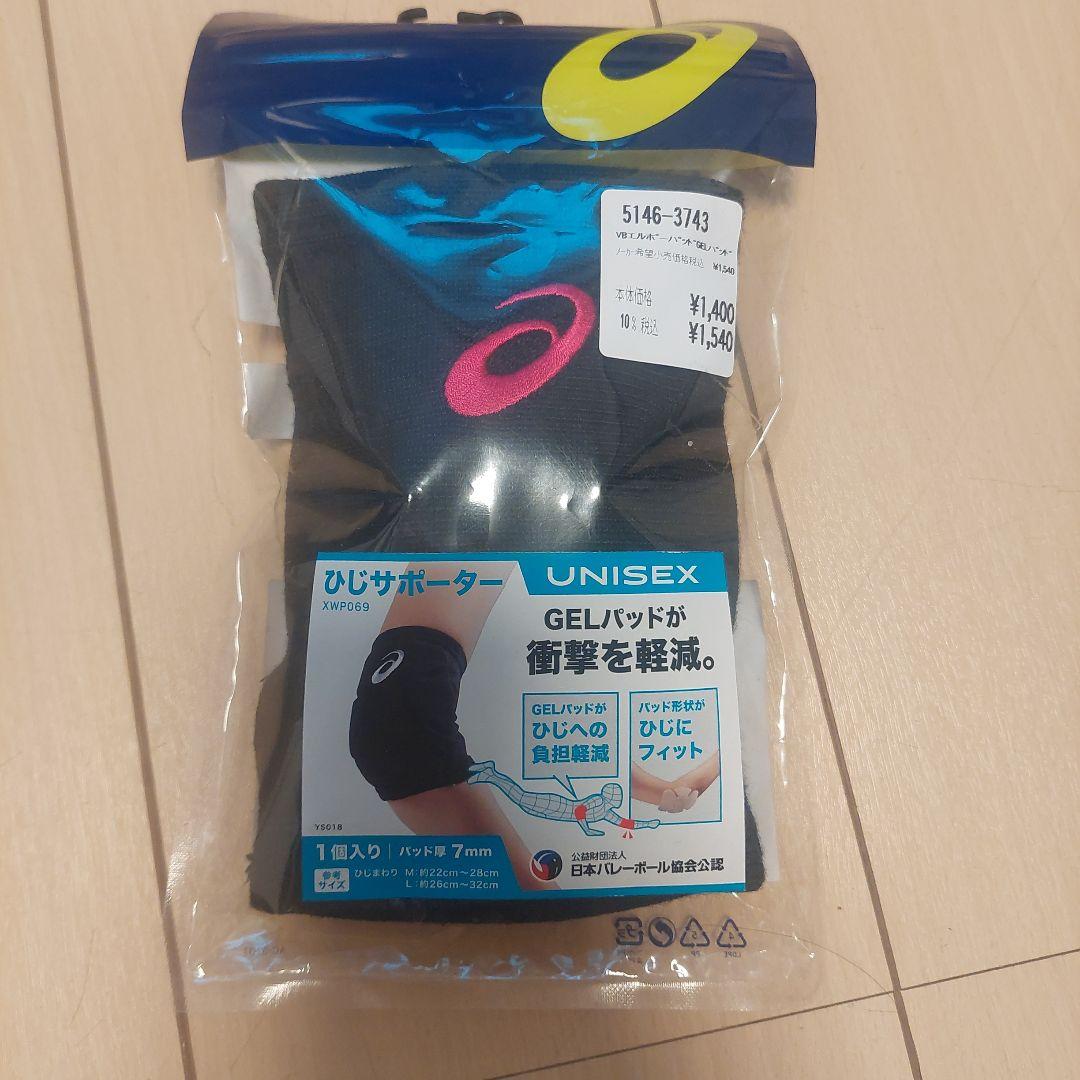 5146-3743
VBエルボーパッド"GELパッド"
メーカー希望小売価格税込 ¥1,540
本体価格 ¥1,400
10% 税込 ¥1,540
ひじサポーター
XWP069
UNISEX
GELパッドが
衝撃を軽減。
GELパッドが
ひじへの
負担軽減
パッド形状が
ひじに
フィット
YS018
1個入り パッド厚 7mm
参考
サイズ
ひじまわり M:約22cm〜28cm
L:約26cm〜32cm
公益財団法人
日本バレーボール協会公認
5
PP
4
LDPE